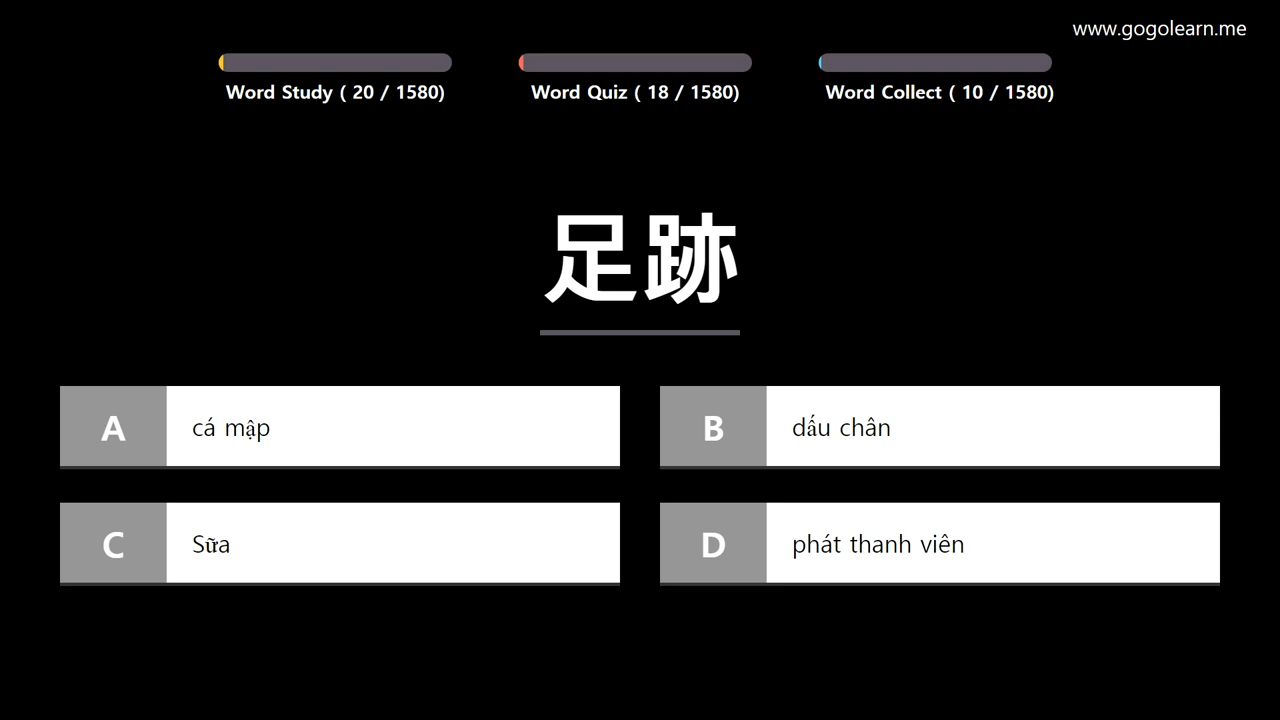 www.gogolearn.me
Word Study ( 20 / 1580)
Word Quiz ( 18 / 1580)
Word Collect ( 10 / 1580)
足跡
A cá mập
B dấu chân
C Sữa
D phát thanh viên